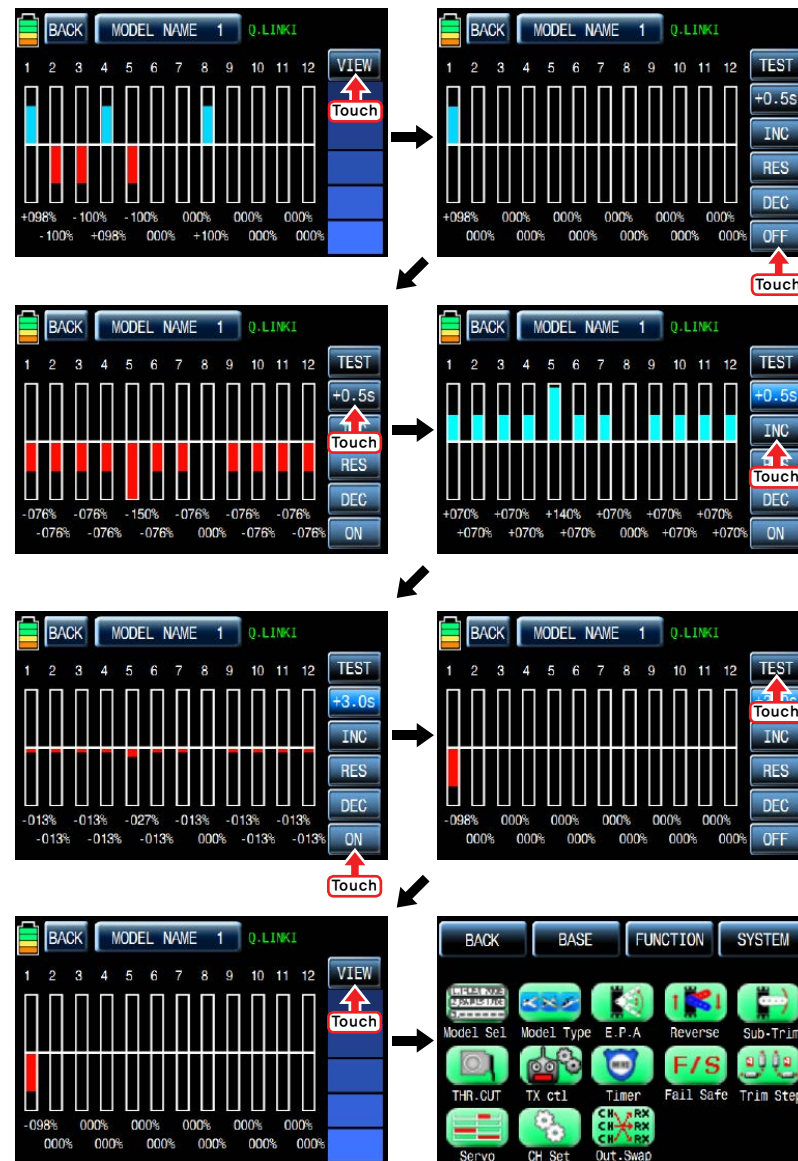 BACK MODEL NAME 1 Q.LINKI
1 2 3 4 5 6 7 8 9 10 11 12 VIEW
Touch
+098% -100% -100% 000% 000% 000%
-100% +098% 000% +100% 000% 000%
BACK MODEL NAME 1 Q.LINKI
1 2 3 4 5 6 7 8 9 10 11 12 TEST
+0.5s
INC
RES
DEC
+098% 000% 000% 000% 000% 000%
000% 000% 000% 000% 000% 000% OFF
Touch
BACK MODEL NAME 1 Q.LINKI
1 2 3 4 5 6 7 8 9 10 11 12 TEST
+0.5s
Touch
RES
DEC
-076% -076% -150% -076% -076% -076%
-076% -076% -076% 000% -076% -076% ON
BACK MODEL NAME 1 Q.LINKI
1 2 3 4 5 6 7 8 9 10 11 12 TEST
+0.5s
INC
Touch
DEC
+070% +070% +140% +070% +070% +070%
+070% +070% +070% 000% +070% +070% ON
BACK MODEL NAME 1 Q.LINKI
1 2 3 4 5 6 7 8 9 10 11 12 TEST
+3.0s
INC
RES
DEC
-013% -013% -027% -013% -013% -013%
-013% -013% -013% 000% -013% -013% ON
Touch
BACK MODEL NAME 1 Q.LINKI
1 2 3 4 5 6 7 8 9 10 11 12 TEST
Touch
INC
RES
DEC
-098% 000% 000% 000% 000% 000%
000% 000% 000% 000% 000% 000% OFF
BACK MODEL NAME 1 Q.LINKI
1 2 3 4 5 6 7 8 9 10 11 12 VIEW
Touch
-098% 000% 000% 000% 000% 000%
000% 000% 000% 000% 000% 000%
BACK BASE FUNCTION SYSTEM
Model Sel Model Type E.P.A Reverse Sub-Trim
F/S
THR.CUT TX ctl Timer Fail Safe Trim Step
CH RX
CH RX
CH RX
Servo CH Set Out.Swap